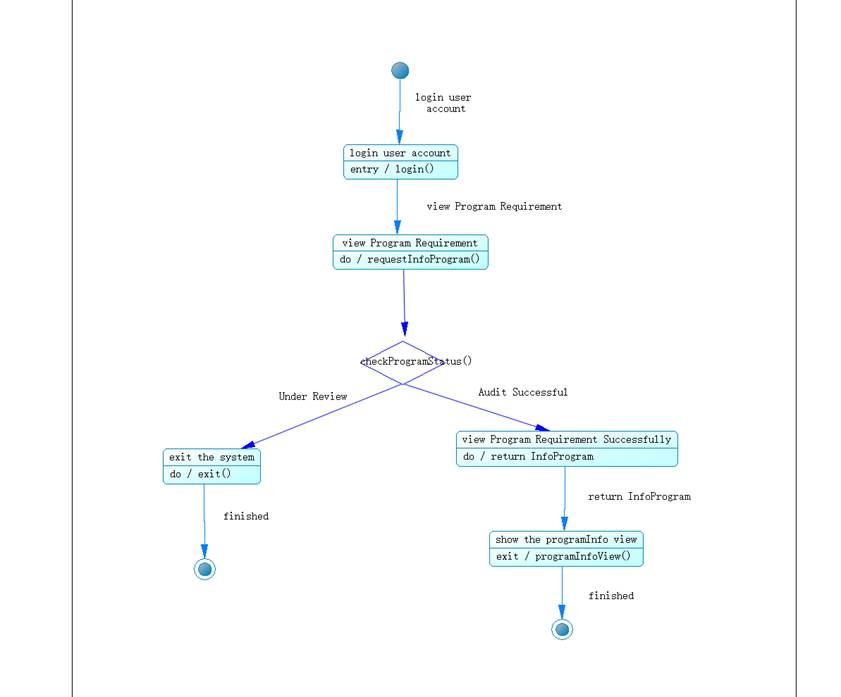 login user
account
login user account
entry / login()
view Program Requirement
view Program Requirement
do / requestInfoProgram()
checkProgramStatus()
Under Review
Audit Successful
exit the system
do / exit()
view Program Requirement Successfully
do / return InfoProgram
return InfoProgram
finished
show the programInfo view
exit / programInfoView()
finished